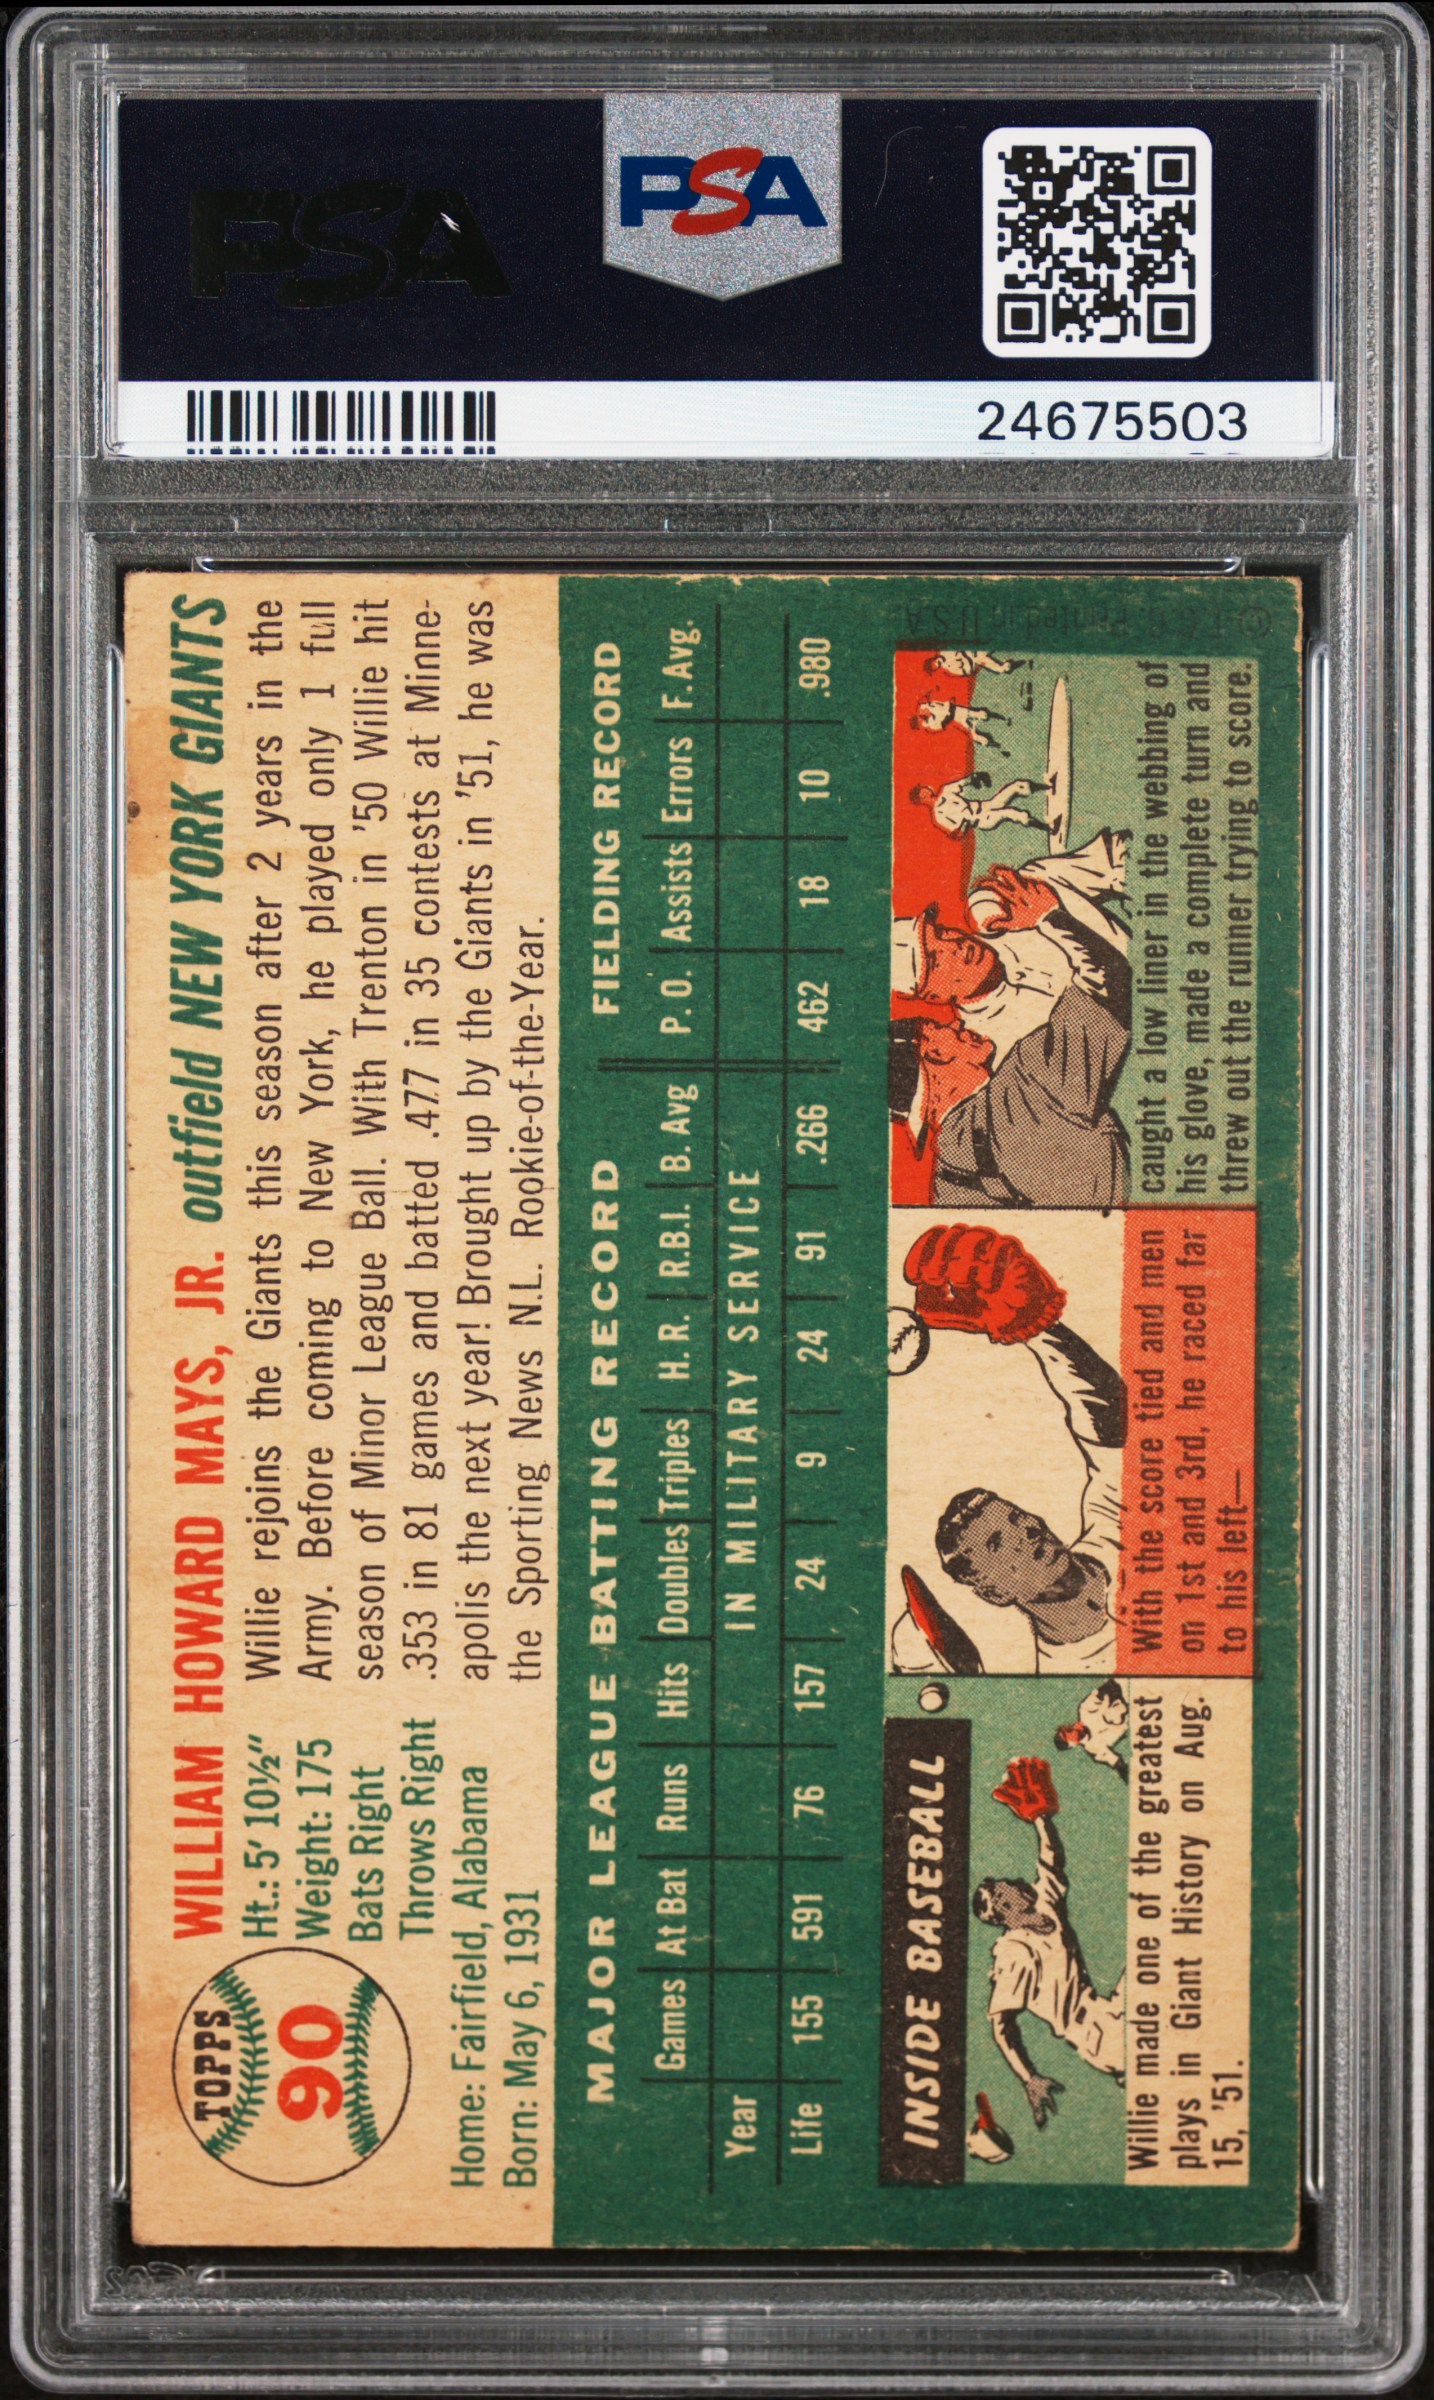 PSA
PSA
24675503
TOPPS
90
WILLIAM HOWARD MAYS, JR. outfield NEW YORK GIANTS
Ht.: 5' 10½"
Weight: 175
Bats Right
Throws Right
Home: Fairfield, Alabama
Born: May 6, 1931
Willie rejoins the Giants this season after 2 years in the
Army. Before coming to New York, he played only 1 full
season of Minor League Ball. With Trenton in '50 Willie hit
.353 in 81 games and batted .477 in 35 contests at Minne-
apolis the next year! Brought up by the Giants in '51, he was
the Sporting News N.L. Rookie-of-the-Year.
MAJOR LEAGUE BATTING RECORD FIELDING RECORD
Games At Bat Runs Hits Doubles Triples H. R. R.B.I. B. Avg P. O. Assists Errors F. Avg.
Year IN MILITARY SERVICE
Life 155 591 76 157 24 9 24 91 .266 462 18 10 .980
INSIDE BASEBALL
Willie made one of the greatest
plays in Giant History on Aug.
15, '51.
With the score tied and men
on 1st and 3rd, he raced far
to his left—
caught a low liner in the webbing of
his glove, made a complete turn and
threw out the runner trying to score.
© T.C.G. Printed in U.S.A.